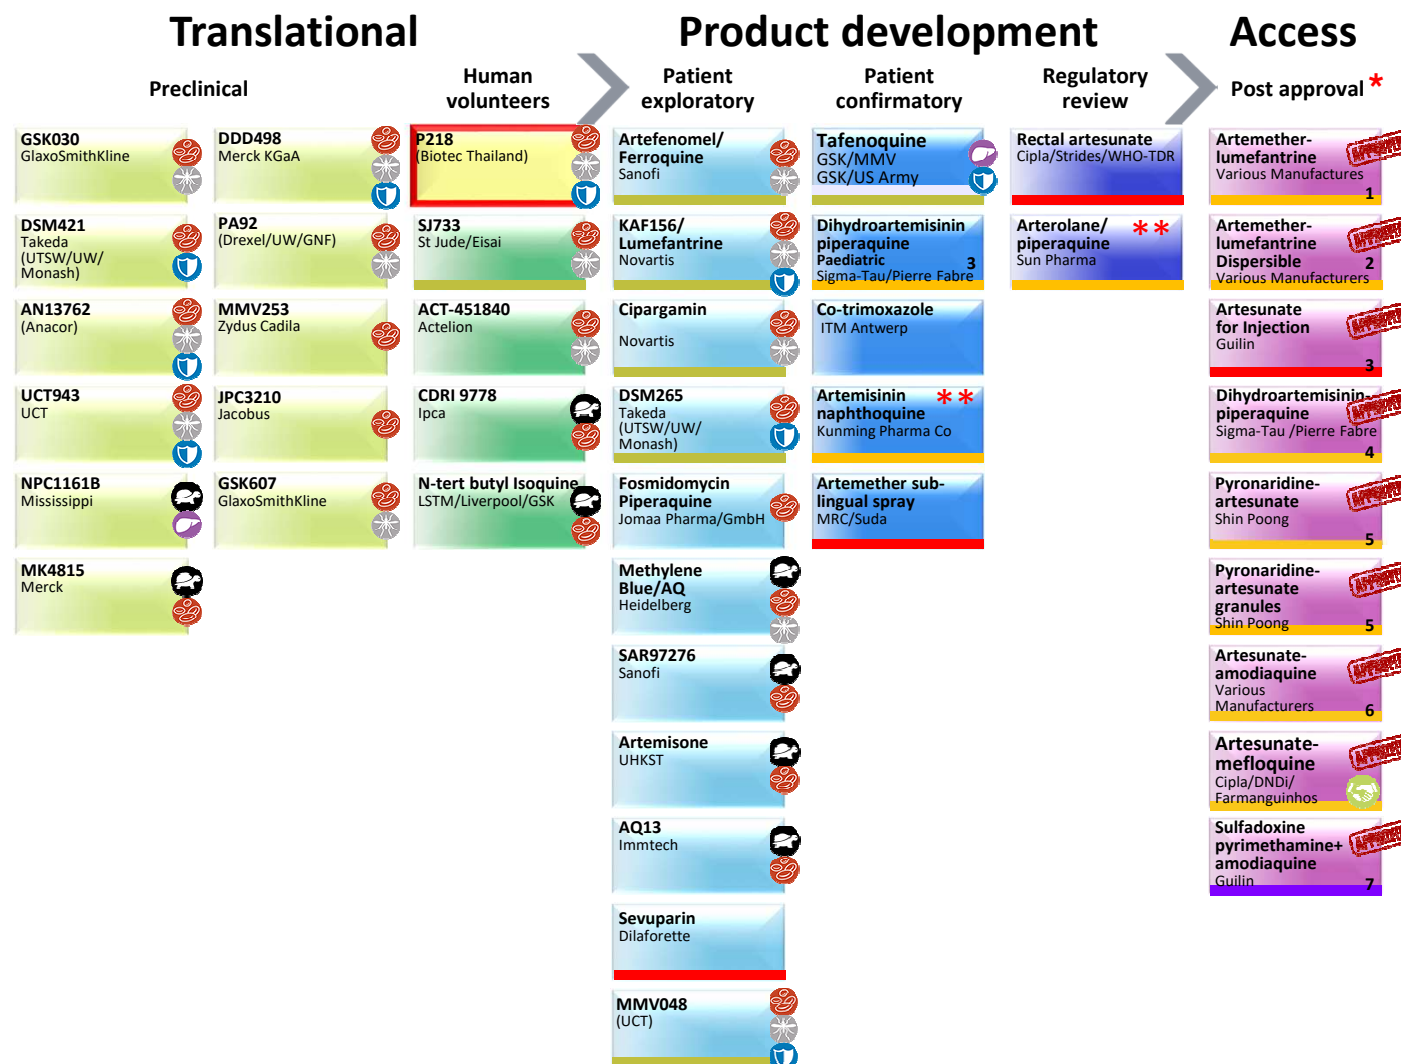 Translational
Product development
Access
Preclinical
Human
volunteers
Patient
exploratory
Patient
confirmatory
Regulatory
review
Post approval *
GSK030
GlaxoSmithKline
DSM421
Takeda
(UTSW/UW/
Monash)
AN13762
(Anacor)
UCT943
UCT
NPC1161B
Mississippi
MK4815
Merck
DDD498
Merck KGaA
PA92
(Drexel/UW/GNF)
MMV253
Zydus Cadila
JPC3210
Jacobus
GSK607
GlaxoSmithKline
P218
(Biotec Thailand)
SJ733
St Jude/Eisai
ACT-451840
Actelion
CDRI 9778
Ipca
N-tert butyl Isoquine
LSTM/Liverpool/GSK
Artefenomel/
Ferroquine
Sanofi
KAF156/
Lumefantrine
Novartis
Cipargamin
Novartis
DSM265
Takeda
(UTSW/UW/
Monash)
Fosmidomycin
Piperaquine
Jomaa Pharma/GmbH
Methylene
Blue/AQ
Heidelberg
SAR97276
Sanofi
Artemisone
UHKST
AQ13
Immtech
Sevuparin
Dilaforette
MMV048
(UCT)
Tafenoquine
GSK/MMV
GSK/US Army
Dihydroartemisinin
piperaquine
Paediatric 3
Sigma-Tau/Pierre Fabre
Co-trimoxazole
ITM Antwerp
Artemisinin **
naphthoquine
Kunming Pharma Co
Artemether sub-
lingual spray
MRC/Suda
Rectal artesunate
Cipla/Strides/WHO-TDR
Arterolane/ **
piperaquine
Sun Pharma
Artemether-
lumefantrine
Various Manufactures
1
APPROVED
Artemether-
lumefantrine
Dispersible 2
Various Manufacturers
APPROVED
Artesunate
for Injection
Guilin
3
APPROVED
Dihydroartemisinin-
piperaquine
Sigma-Tau /Pierre Fabre
4
APPROVED
Pyronaridine-
artesunate
Shin Poong
5
APPROVED
Pyronaridine-
artesunate
granules
Shin Poong 5
APPROVED
Artesunate-
amodiaquine
Various
Manufacturers 6
APPROVED
Artesunate-
mefloquine
Cipla/DNDi/
Farmanguinhos
APPROVED
Sulfadoxine
pyrimethamine+
amodiaquine
Guilin 7
APPROVED